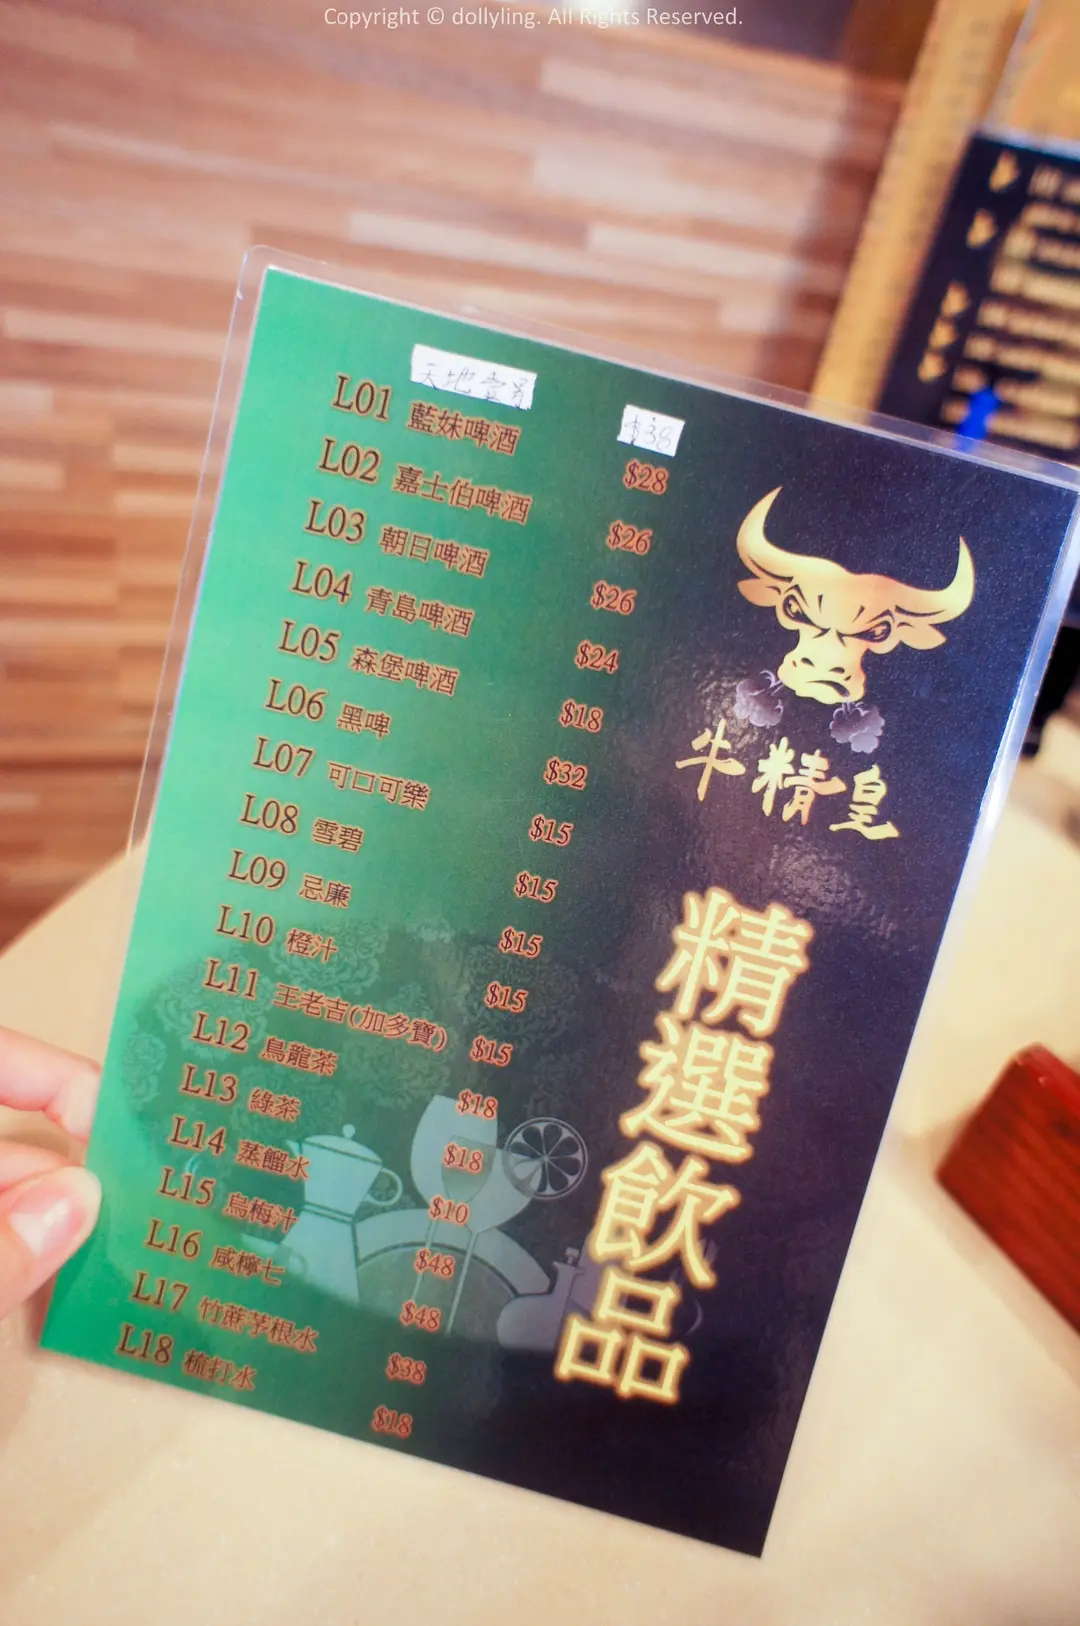 Copyright © dollyling. All Rights Reserved.
天地壹号 $38
L01 藍妹啤酒 $28
L02 嘉士伯啤酒 $26
L03 朝日啤酒 $26
L04 青島啤酒 $24
L05 森堡啤酒 $18
L06 黑啤 $32
L07 可口可樂 $15
L08 雪碧 $15
L09 忌廉 $15
L10 橙汁 $15
L11 王老吉(加多寶) $15
L12 烏龍茶 $18
L13 綠茶 $18
L14 蒸餾水 $10
L15 烏梅汁 $48
L16 咸檸七 $48
L17 竹蔗茅根水 $38
L18 梳打水 $18
牛精皇
精選飲品